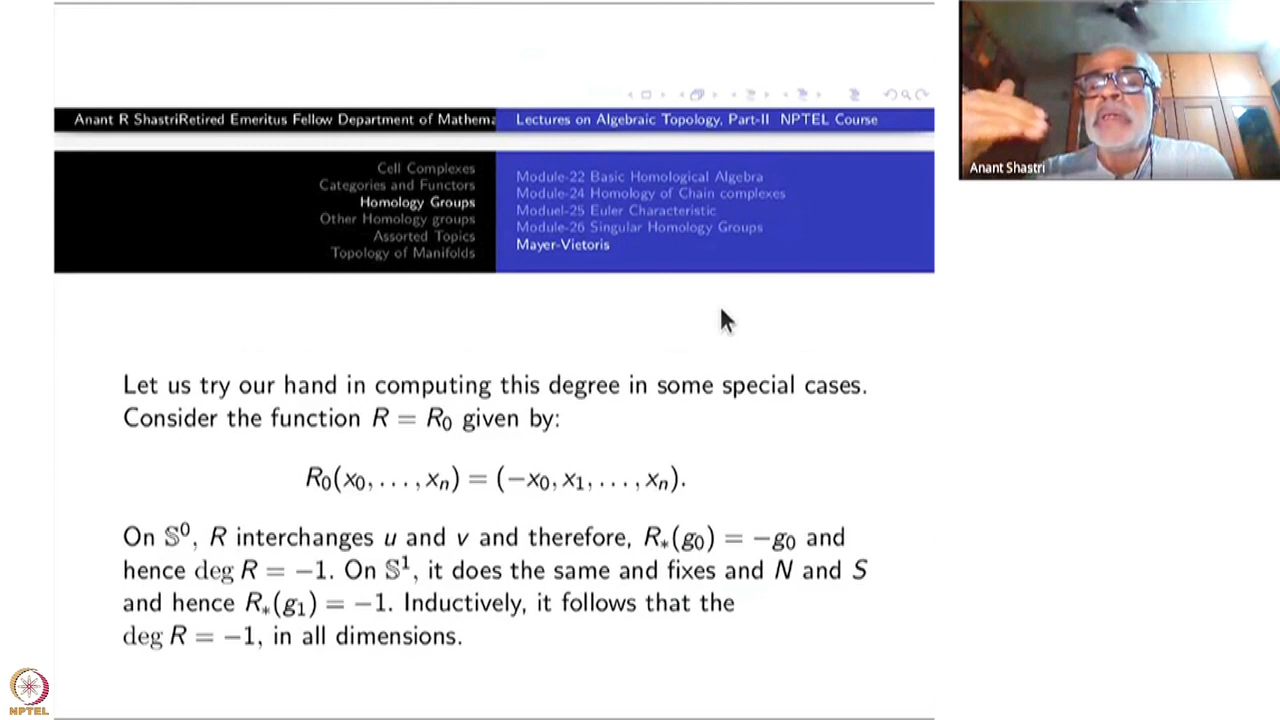 Anant R ShastriRetired Emeritus Fellow Department of Mathema
Lectures on Algebraic Topology, Part-II NPTEL Course
Cell Complexes
Categories and Functors
Homology Groups
Other Homology groups
Assorted Topics
Topology of Manifolds
Module-22 Basic Homological Algebra
Module-24 Homology of Chain complexes
Moduel-25 Euler Characteristic
Module-26 Singular Homology Groups
Mayer-Vietoris
Let us try our hand in computing this degree in some special cases.
Consider the function R = R₀ given by:
R₀(x₀, . . . , xₙ) = (−x₀, x₁, . . . , xₙ).
On 𝕊⁰, R interchanges u and v and therefore, R∗(g₀) = −g₀ and
hence deg R = −1. On 𝕊¹, it does the same and fixes and N and S
and hence R∗(g₁) = −1. Inductively, it follows that the
deg R = −1, in all dimensions.
Anant Shastri
NPTEL